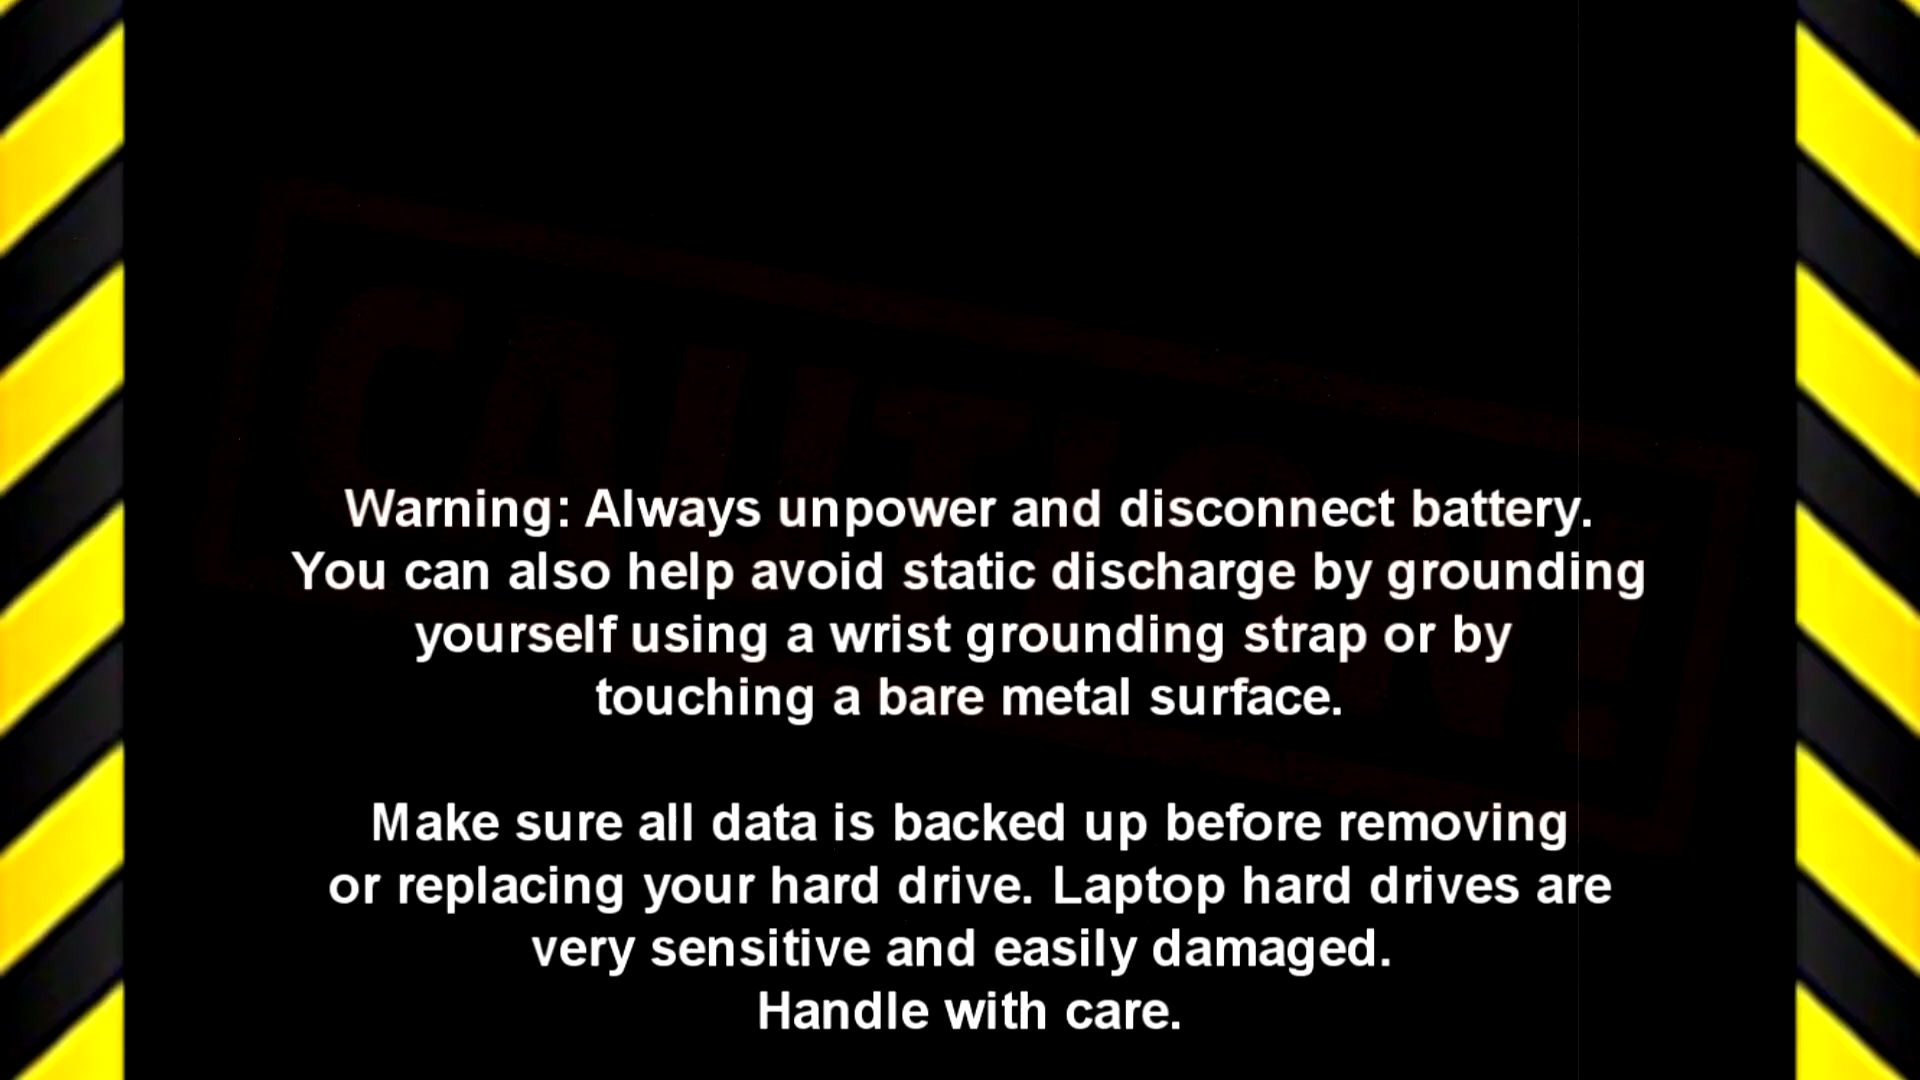 CAUTION!
Warning: Always unpower and disconnect battery.
You can also help avoid static discharge by grounding
yourself using a wrist grounding strap or by
touching a bare metal surface.
Make sure all data is backed up before removing
or replacing your hard drive. Laptop hard drives are
very sensitive and easily damaged.
Handle with care.